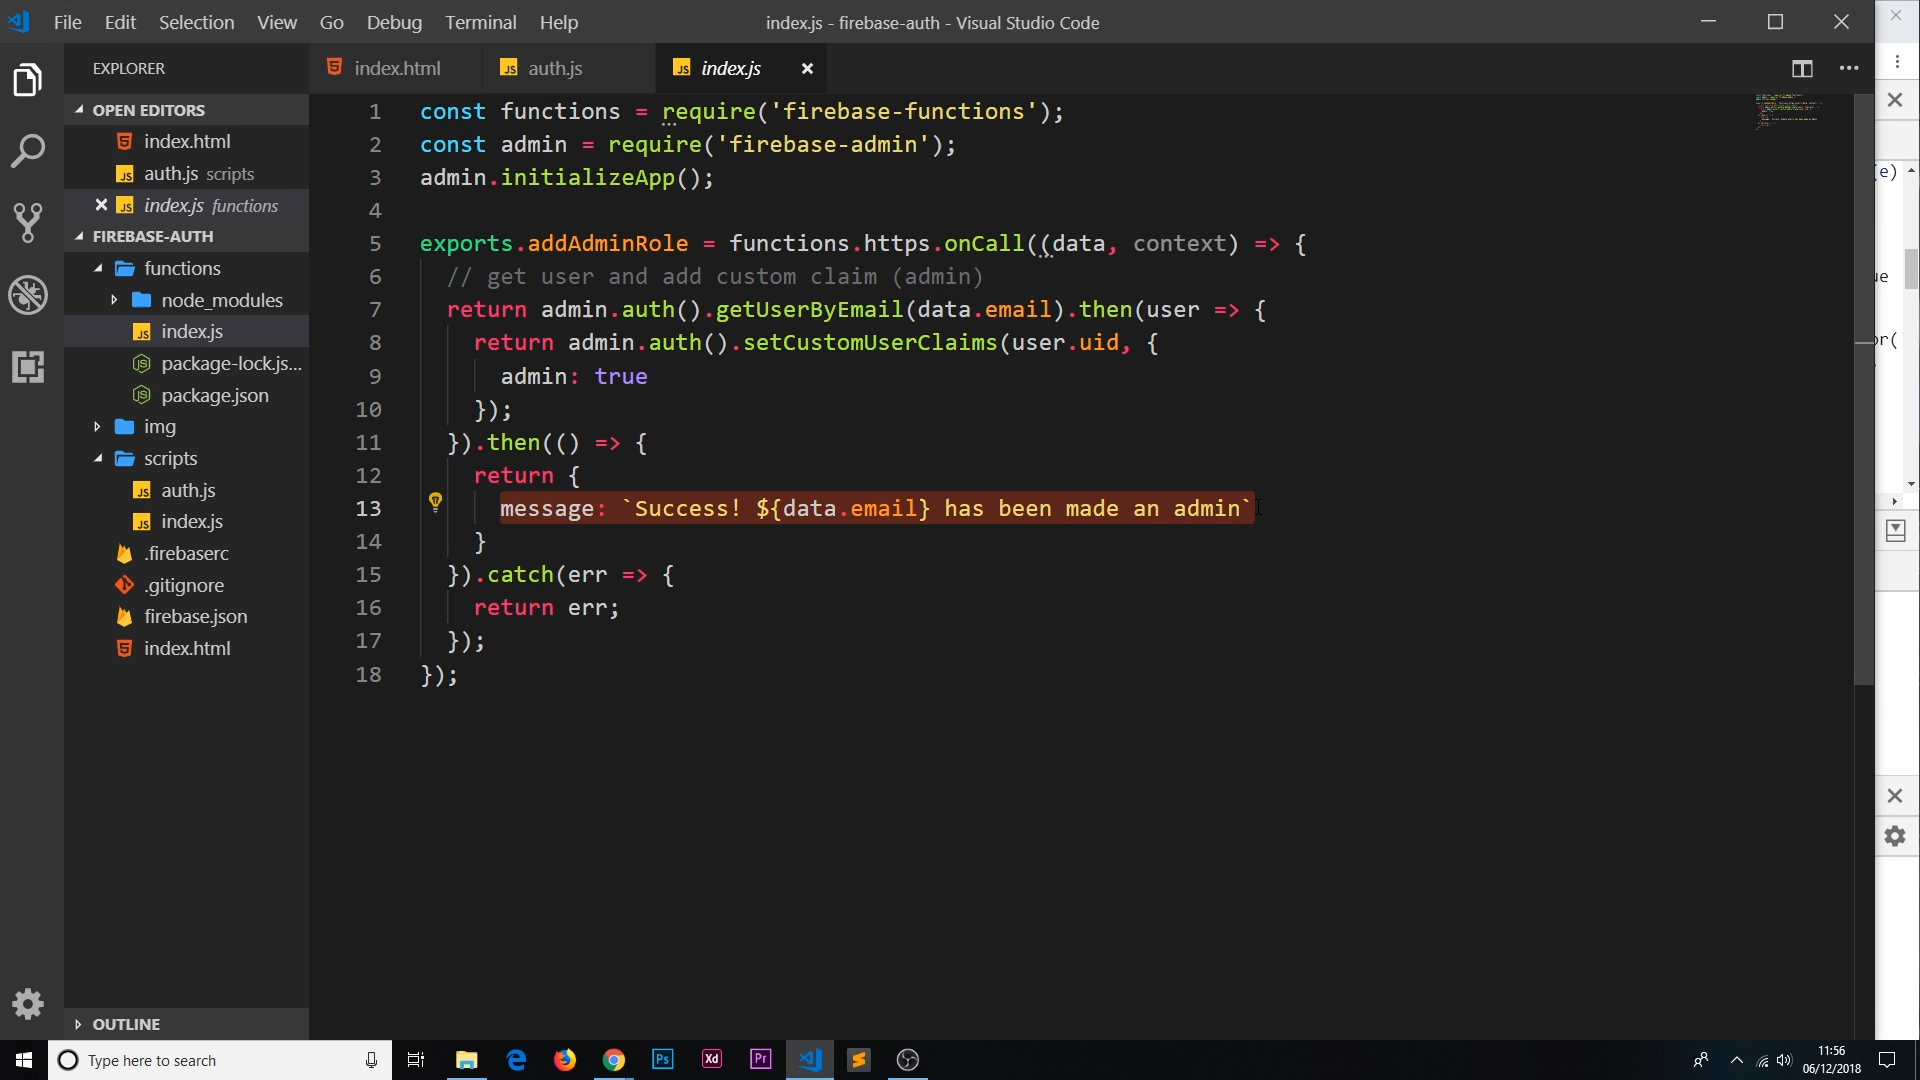 File Edit Selection View Go Debug Terminal Help
index.js - firebase-auth - Visual Studio Code
EXPLORER
index.html
auth.js
index.js
OPEN EDITORS
index.html
auth.js scripts
index.js functions
FIREBASE-AUTH
functions
node_modules
index.js
package-lock.js...
package.json
img
scripts
auth.js
index.js
.firebaserc
.gitignore
firebase.json
index.html
OUTLINE
1 const functions = require('firebase-functions');
2 const admin = require('firebase-admin');
3 admin.initializeApp();
4
5 exports.addAdminRole = functions.https.onCall((data, context) => {
6 // get user and add custom claim (admin)
7 return admin.auth().getUserByEmail(data.email).then(user => {
8 return admin.auth().setCustomUserClaims(user.uid, {
9 admin: true
10 });
11 }).then(() => {
12 return {
13 message: `Success! ${data.email} has been made an admin`
14 }
15 }).catch(err => {
16 return err;
17 });
18 });
(e)
Type here to search
Ps
Xd
Pr
11:56
06/12/2018